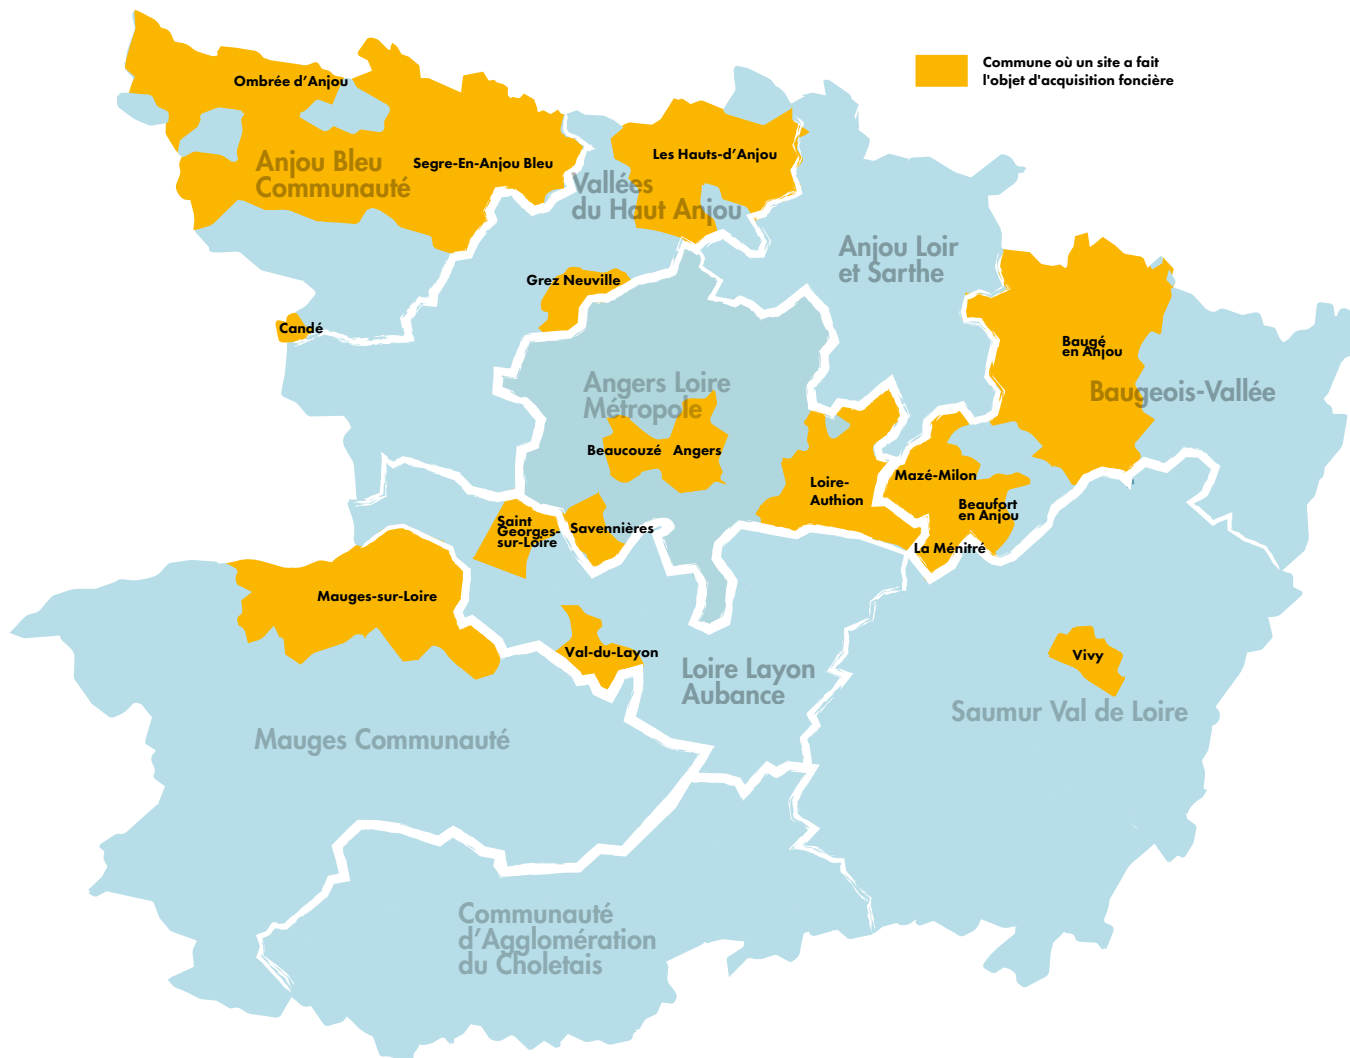 Commune où un site a fait
l'objet d'acquisition foncière
Ombrée d'Anjou
Anjou Bleu
Communauté
Segre-En-Anjou Bleu
Les Hauts-d'Anjou
Vallées
du Haut Anjou
Anjou Loir
et Sarthe
Grez Neuville
Candé
Baugé
en Anjou
Baugeois-Vallée
Angers Loire
Métropole
Beaucouzé
Angers
Loire-
Authion
Mazé-Milon
Beaufort
en Anjou
La Ménitré
Saint
Georges-
sur-Loire
Savennières
Mauges-sur-Loire
Val-du-Layon
Loire Layon
Aubance
Vivy
Saumur Val de Loire
Mauges Communauté
Communauté
d'Agglomération
du Choletais